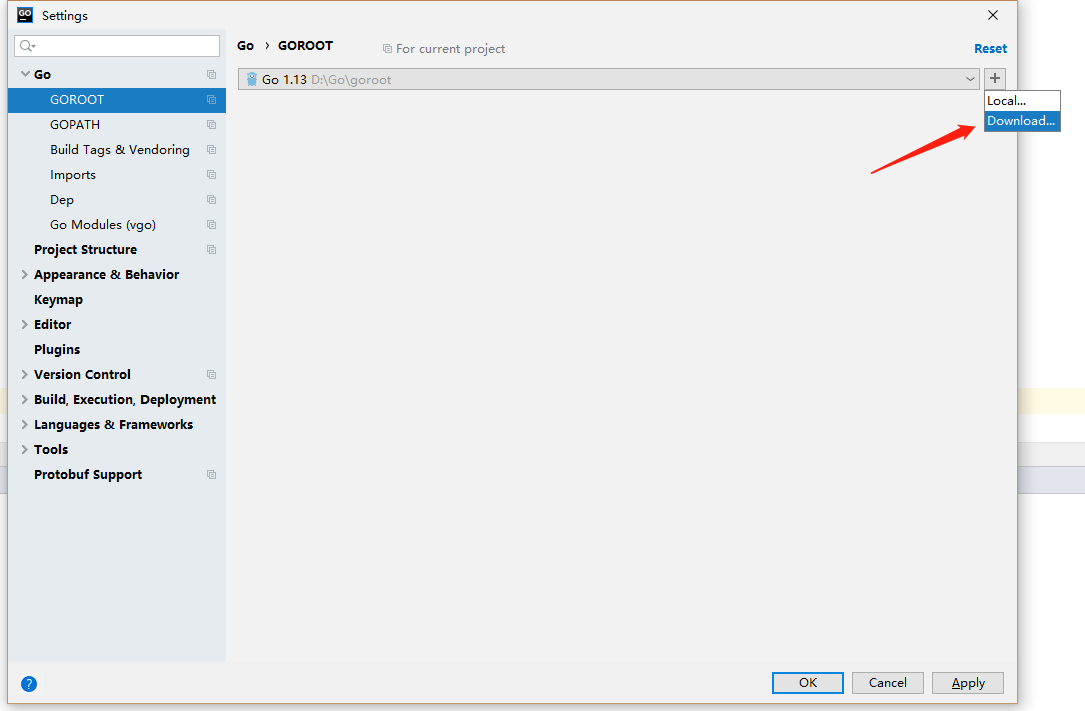 GO Settings
Go › GOROOT For current project Reset
Go
Go 1.13 D:\Go\goroot
Local...
Download...
GOROOT
GOPATH
Build Tags & Vendoring
Imports
Dep
Go Modules (vgo)
Project Structure
Appearance & Behavior
Keymap
Editor
Plugins
Version Control
Build, Execution, Deployment
Languages & Frameworks
Tools
Protobuf Support
? OK Cancel Apply